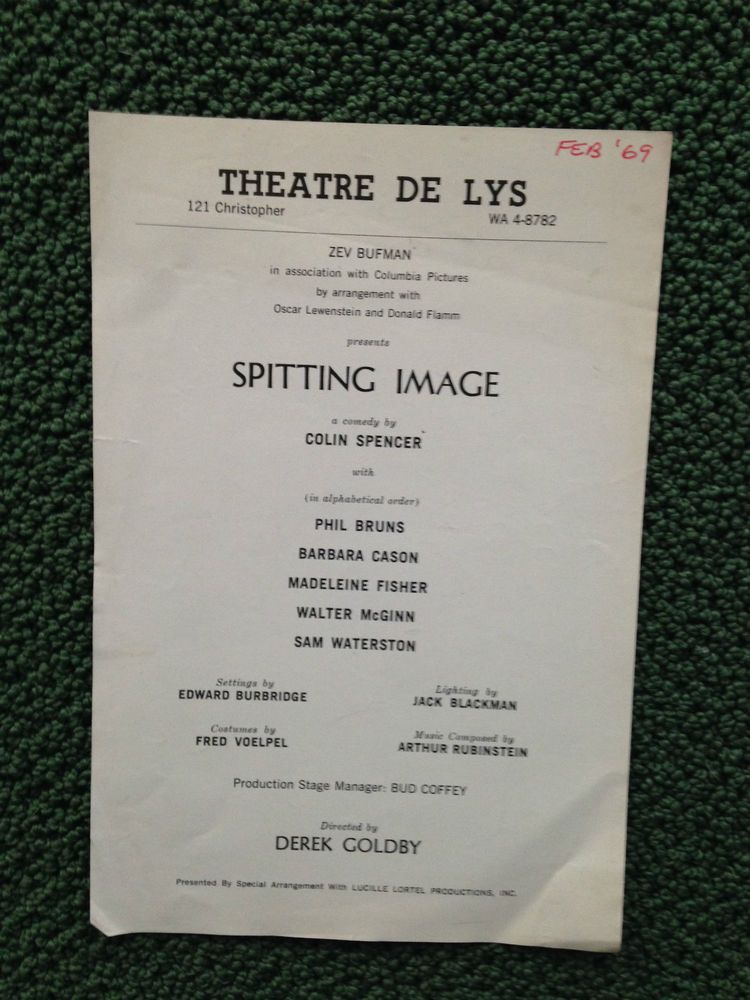 FEB '69
THEATRE DE LYS
121 Christopher WA 4-8782
ZEV BUFMAN
in association with Columbia Pictures
by arrangement with
Oscar Lewenstein and Donald Flamm
presents
SPITTING IMAGE
a comedy by
COLIN SPENCER
with
(in alphabetical order)
PHIL BRUNS
BARBARA CASON
MADELEINE FISHER
WALTER McGINN
SAM WATERSTON
Settings by
EDWARD BURBRIDGE
Lighting by
JACK BLACKMAN
Costumes by
FRED VOELPEL
Music Composed by
ARTHUR RUBINSTEIN
Production Stage Manager: BUD COFFEY
Directed by
DEREK GOLDBY
Presented By Special Arrangement With LUCILLE LORTEL PRODUCTIONS, INC.